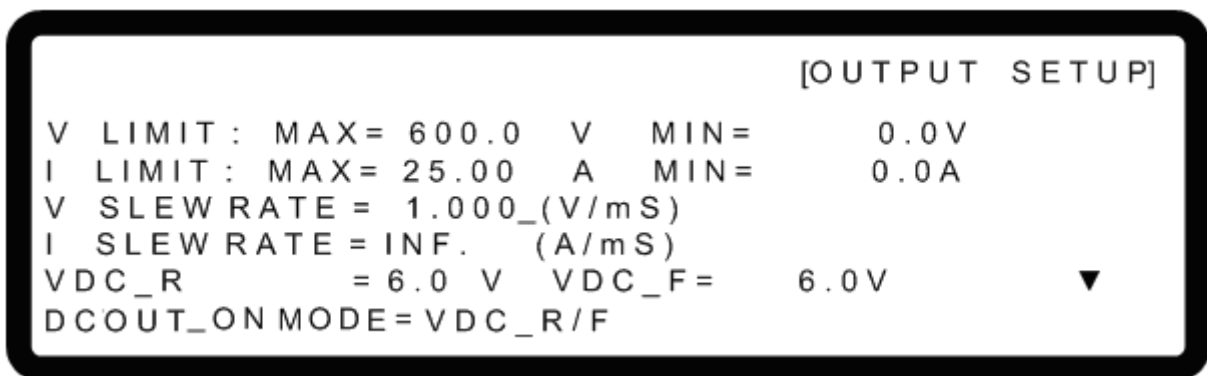 [OUTPUT SETUP]
V LIMIT: MAX= 600.0 V MIN= 0.0V
I LIMIT: MAX= 25.00 A MIN= 0.0A
V SLEW RATE = 1.000_(V/mS)
I SLEW RATE = INF. (A/mS)
VDC_R = 6.0 V VDC_F= 6.0V ▼
DCOUT_ON MODE= VDC_R/F